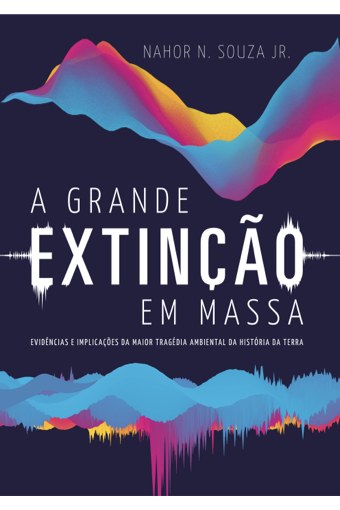 NAHOR N. SOUZA JR.
A GRANDE
EXTINÇÃO
EM MASSA
EVIDÊNCIAS E IMPLICAÇÕES DA MAIOR TRAGÉDIA AMBIENTAL DA HISTÓRIA DA TERRA